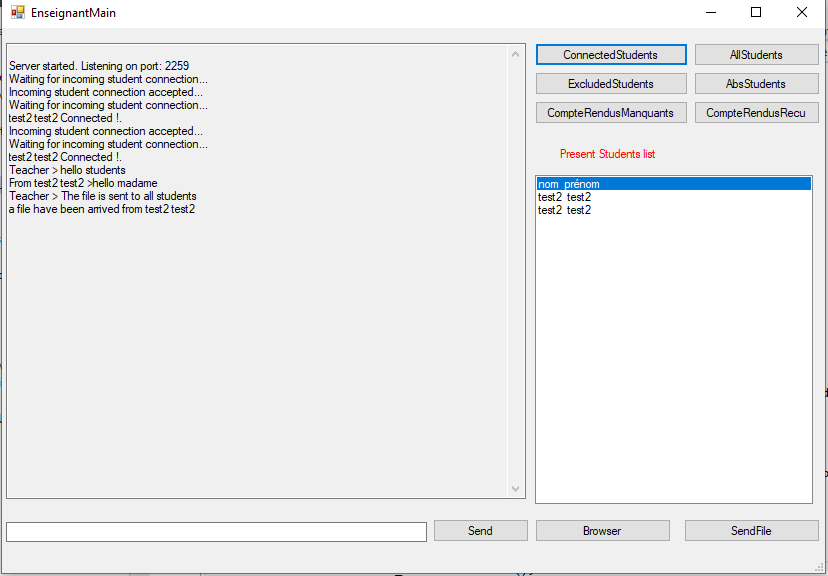 EnseignantMain
Server started. Listening on port: 2259
Waiting for incoming student connection...
Incoming student connection accepted...
Waiting for incoming student connection...
test2 test2 Connected !.
Incoming student connection accepted...
Waiting for incoming student connection...
test2 test2 Connected !.
Teacher > hello students
From test2 test2 >hello madame
Teacher > The file is sent to all students
a file have been arrived from test2 test2
ConnectedStudents
AllStudents
ExcludedStudents
AbsStudents
CompteRendusManquants
CompteRendusRecu
Present Students list
nom prénom
test2 test2
test2 test2
Send
Browser
SendFile